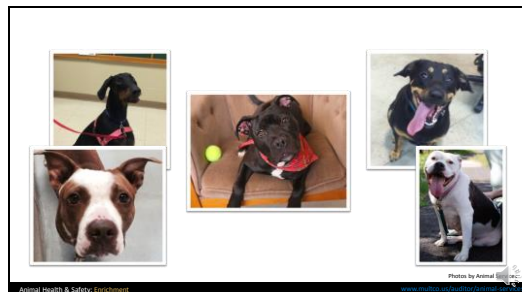 Photos by Animal Services
Animal Health & Safety: Enrichment
www.multco.us/auditor/animal-services